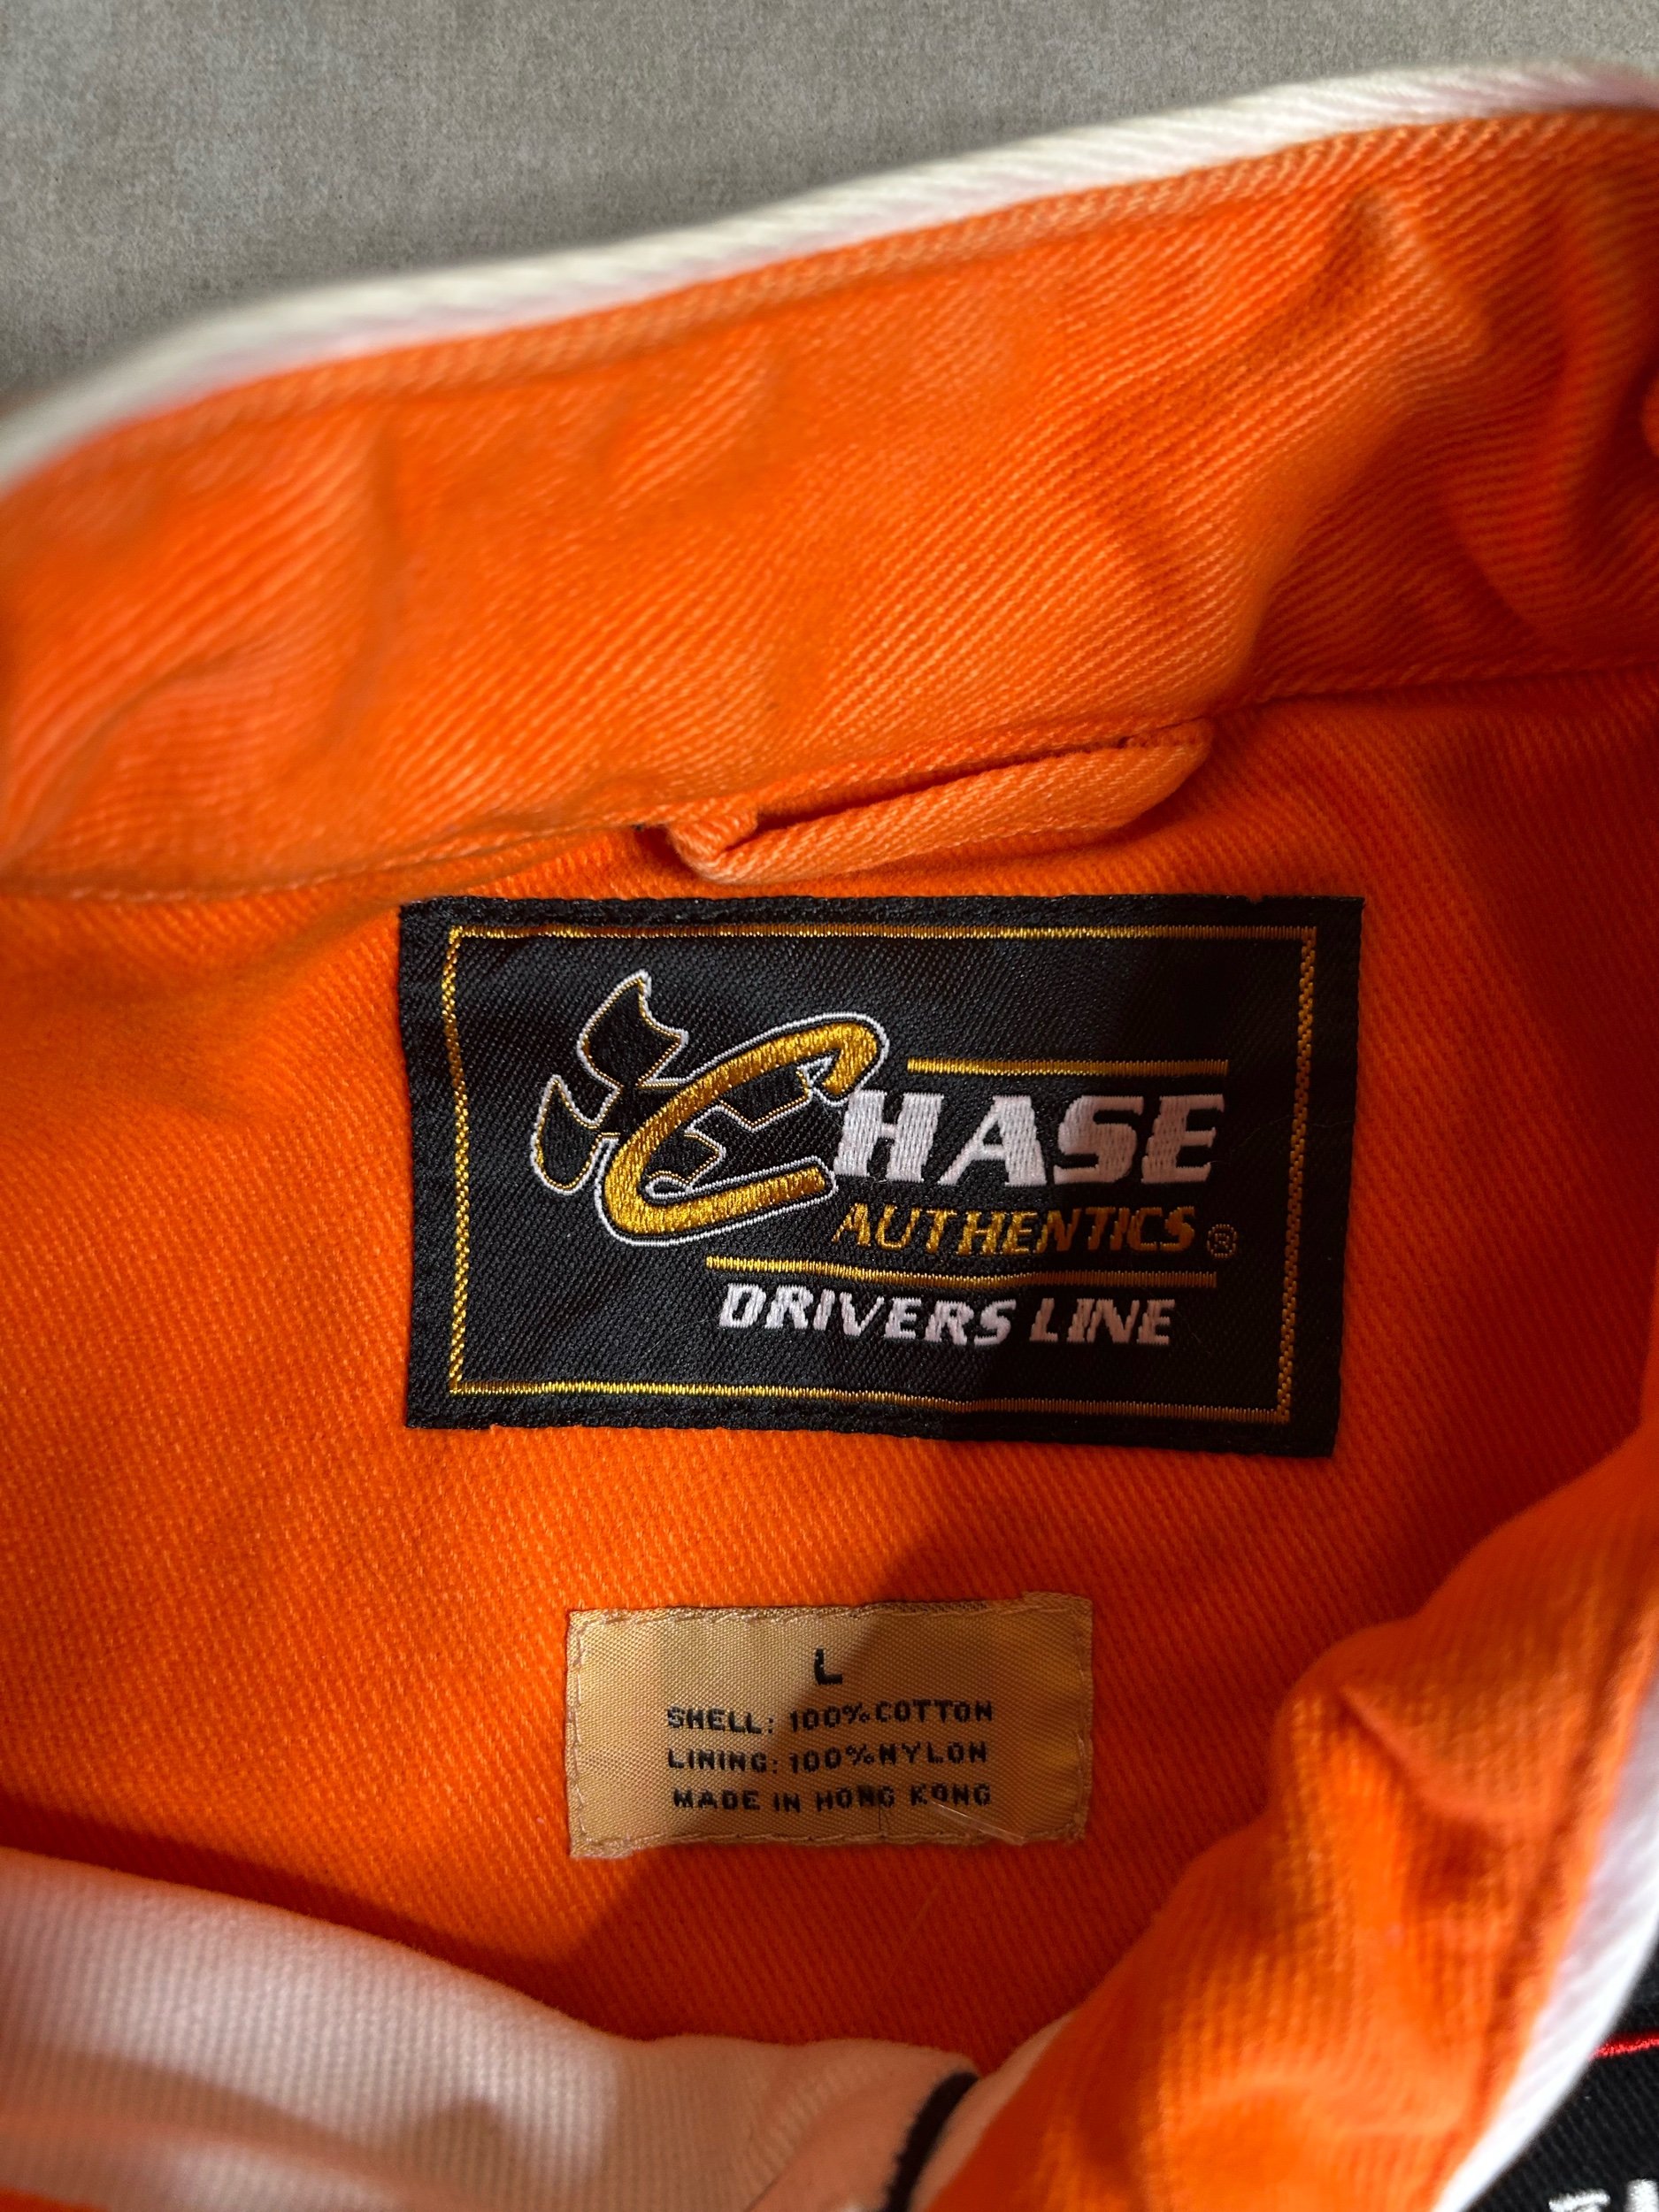 CHASE
AUTHENTICS®
DRIVERS LINE
L
SHELL: 100% COTTON
LINING: 100% NYLON
MADE IN HONG KONG